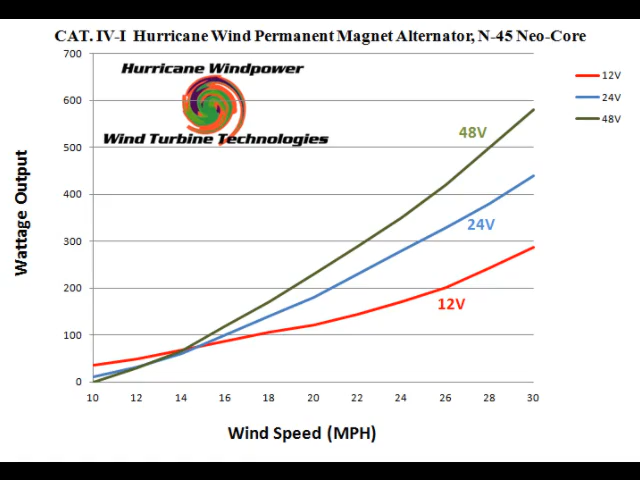 CAT. IV-I Hurricane Wind Permanent Magnet Alternator, N-45 Neo-Core
700
600
500
400
300
200
100
0
Wattage Output
Hurricane Windpower
Wind Turbine Technologies
48V
24V
12V
12V
24V
48V
10 12 14 16 18 20 22 24 26 28 30
Wind Speed (MPH)